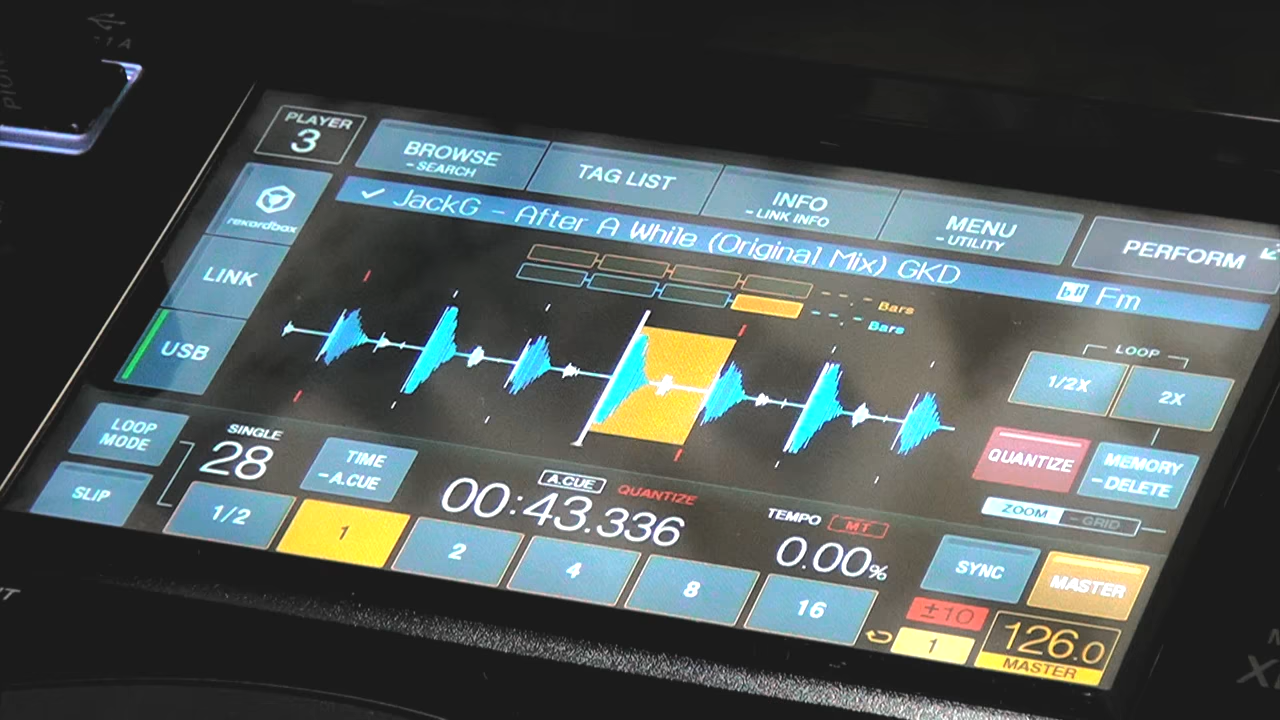 PLAYER
3
BROWSE
- SEARCH
TAG LIST
INFO
- LINK INFO
MENU
- UTILITY
PERFORM
rekordbox
JackG - After A While (Original Mix) GKD
Fm
LINK
Bars
Bars
USB
LOOP
1/2X
2X
LOOP
MODE
SINGLE
28
TIME
- A.CUE
QUANTIZE
MEMORY
- DELETE
SLIP
A.CUE
QUANTIZE
00:43.336
TEMPO
MT
0.00%
ZOOM
- GRID
1/2
1
2
4
8
16
SYNC
MASTER
±10
1
126.0
MASTER